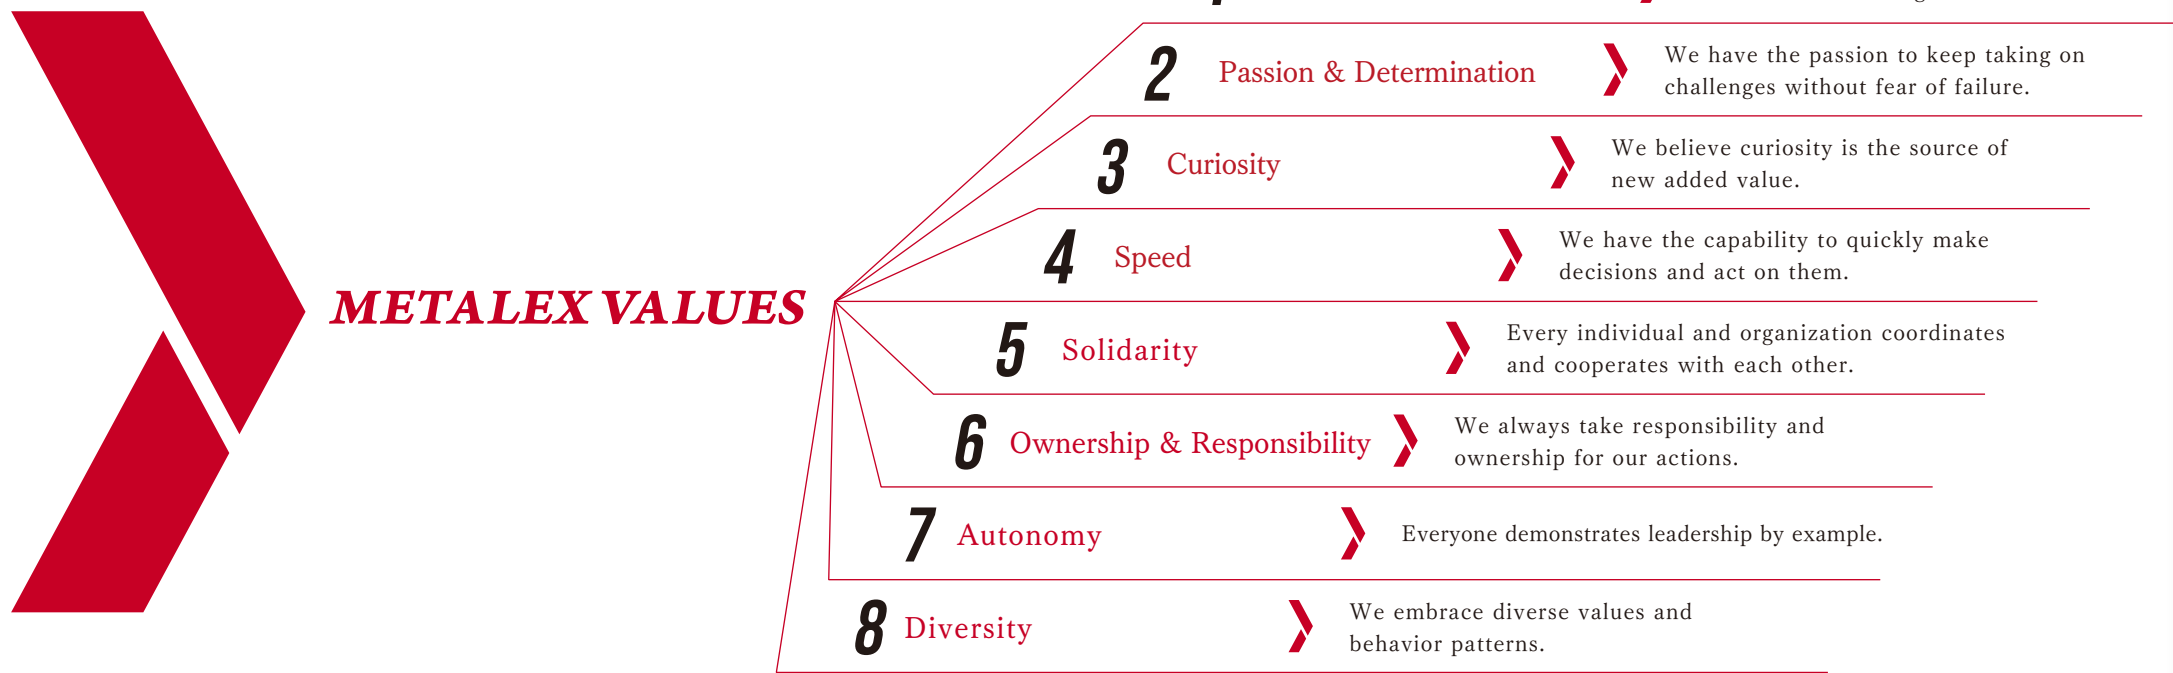 2 Passion & Determination
We have the passion to keep taking on
challenges without fear of failure.
3 Curiosity
We believe curiosity is the source of
new added value.
4 Speed
We have the capability to quickly make
decisions and act on them.
METALEX VALUES
5 Solidarity
Every individual and organization coordinates
and cooperates with each other.
6 Ownership & Responsibility
We always take responsibility and
ownership for our actions.
7 Autonomy
Everyone demonstrates leadership by example.
8 Diversity
We embrace diverse values and
behavior patterns.